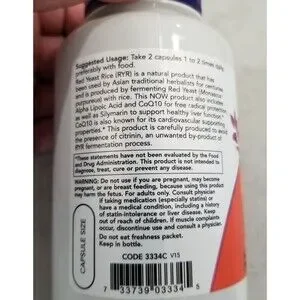 Suggested Usage: Take 2 capsules 1 to 2 times daily,
preferably with food.
Red Yeast Rice (RYR) is a natural product that has
been used by Asian traditional herbalists for centuries
and is produced by fermenting Red Yeast (Monascus
purpureus) with rice. This NOW product also includes
Alpha Lipoic Acid and CoQ10 for free radical protection, as
well as Silymarin to support healthy liver function.*
CoQ10 is also known for its cardiovascular supporting
properties.* This product is carefully produced to avoid
the presence of citrinin, an unwanted by-product of
RYR fermentation process.
*These statements have not been evaluated by the Food
and Drug Administration. This product is not intended to
diagnose, treat, cure or prevent any disease.
WARNING: Do not use if you are pregnant, may become
pregnant, or are breast feeding, because using this product
may harm the fetus. For adults only. Consult physician
if taking medication (especially statins) or
have a medical condition, including a history
of statin-intolerance or liver disease. Keep
out of reach of children. If muscle complaints
occur, discontinue use and consult a physician.
Do not eat freshness packet.
Keep in bottle.
CAPSULE SIZE
CODE 3334C V15
7 33739 03334 5